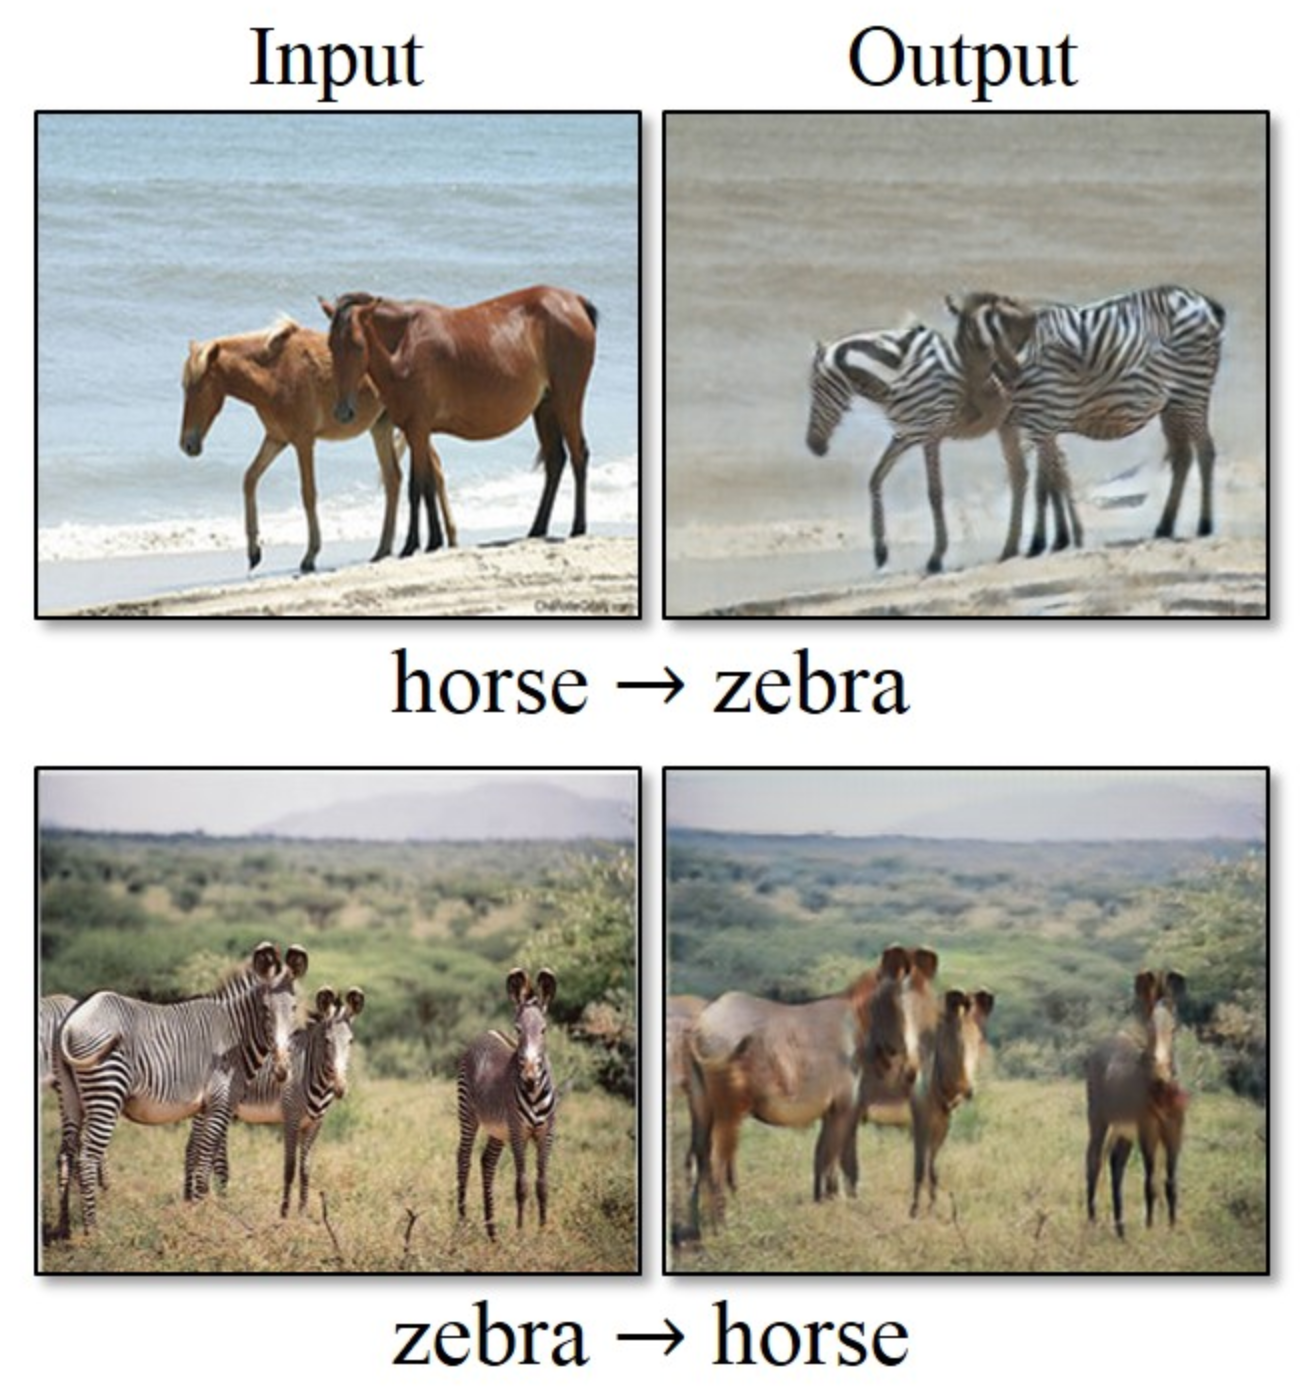 Input
Output
horse → zebra
zebra → horse